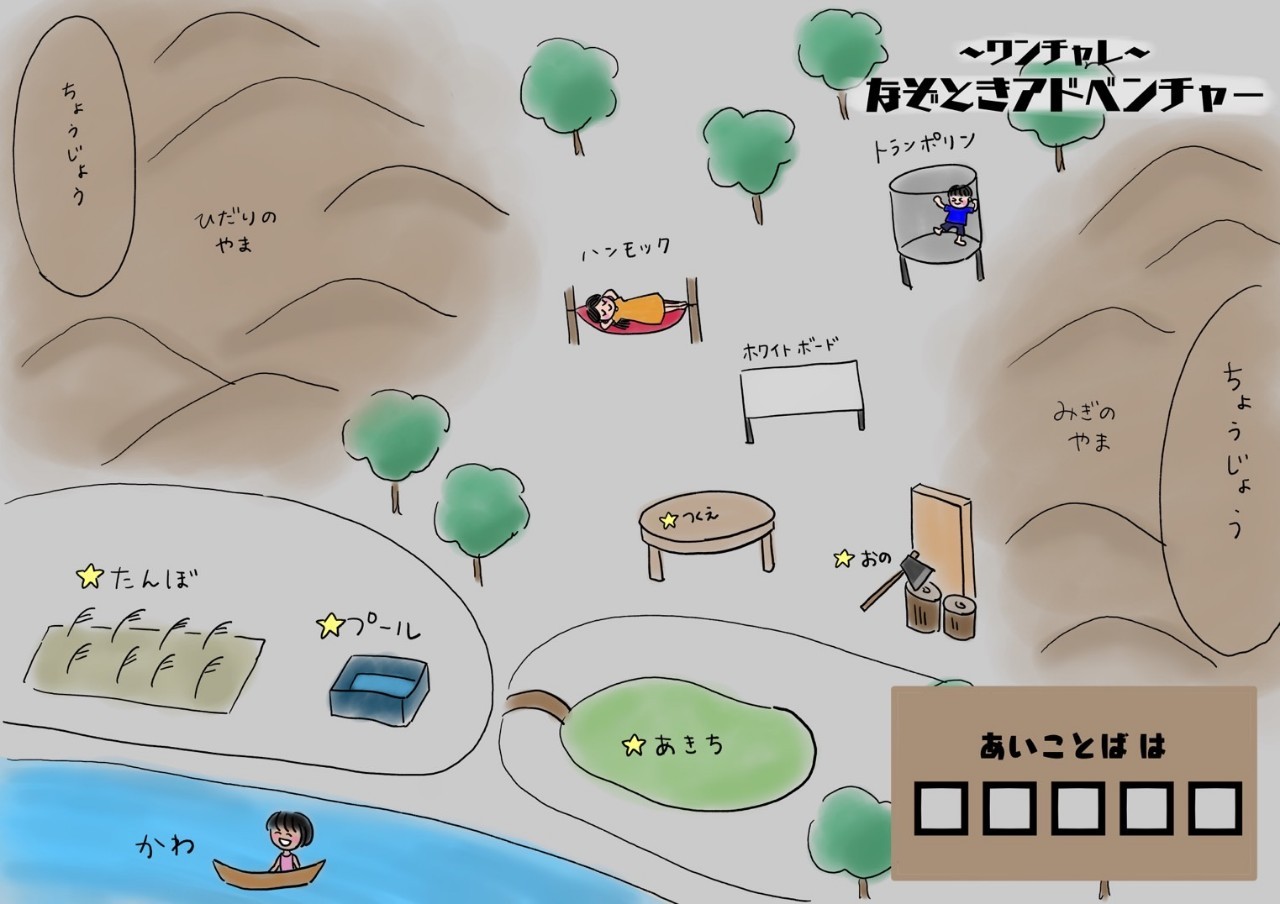 ～ワンチャレ～
なぞときアドベンチャー
ちょうじょう
ひだりの
やま
トランポリン
ハンモック
ホワイトボード
ちょうじょう
みぎの
やま
つくえ
おの
たんぼ
プール
あきち
かわ
あいことばは